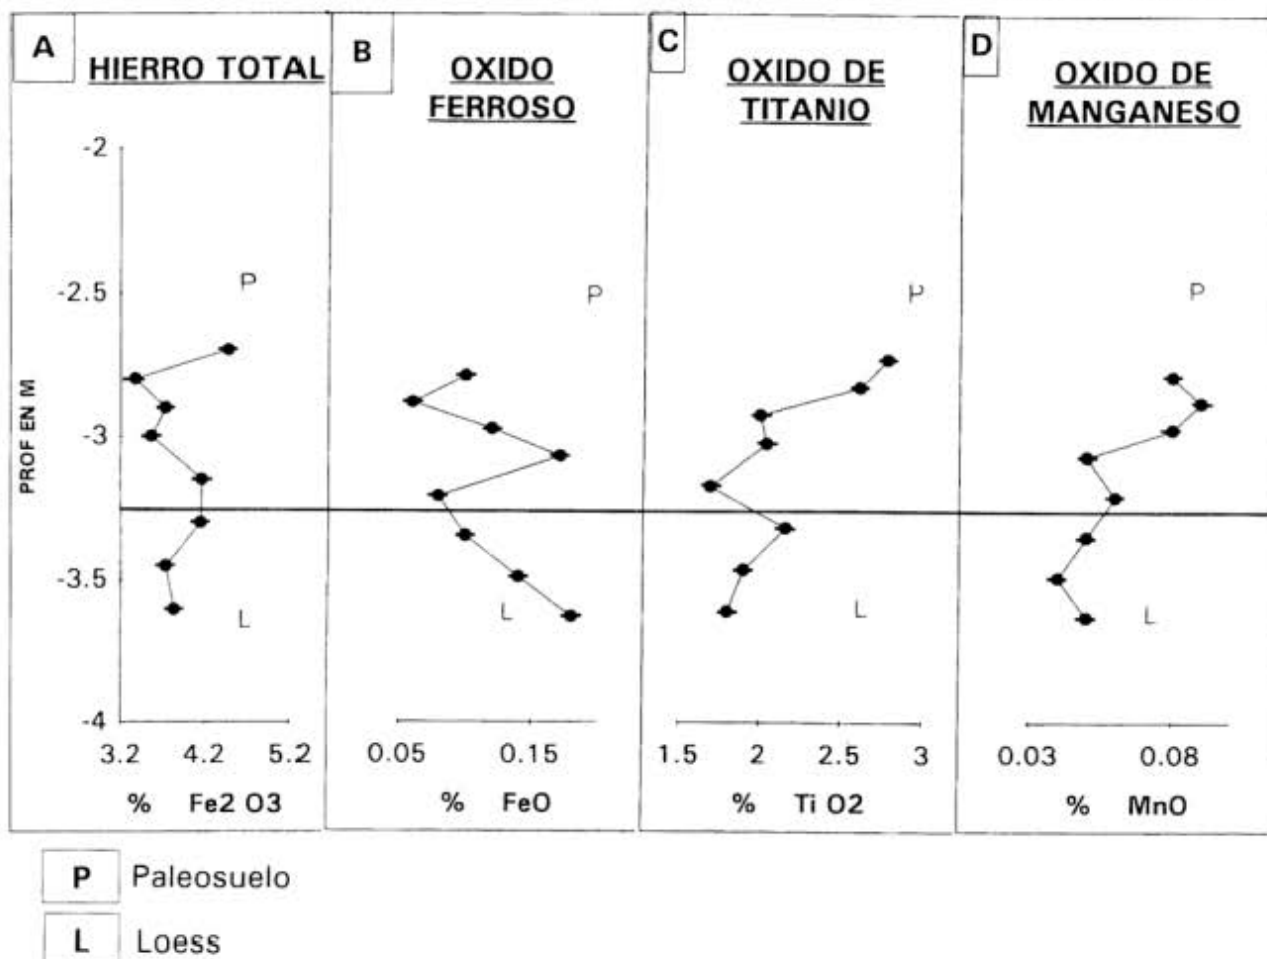 A
HIERRO TOTAL
B
OXIDO
FERROSO
C
OXIDO DE
TITANIO
D
OXIDO DE
MANGANESO
PROF EN M
-2
-2.5
-3
-3.5
-4
P
P
P
P
L
L
L
L
3.2 4.2 5.2
0.05 0.15
1.5 2 2.5 3
0.03 0.08
% Fe2 O3
% FeO
% Ti O2
% MnO
P Paleosuelo
L Loess